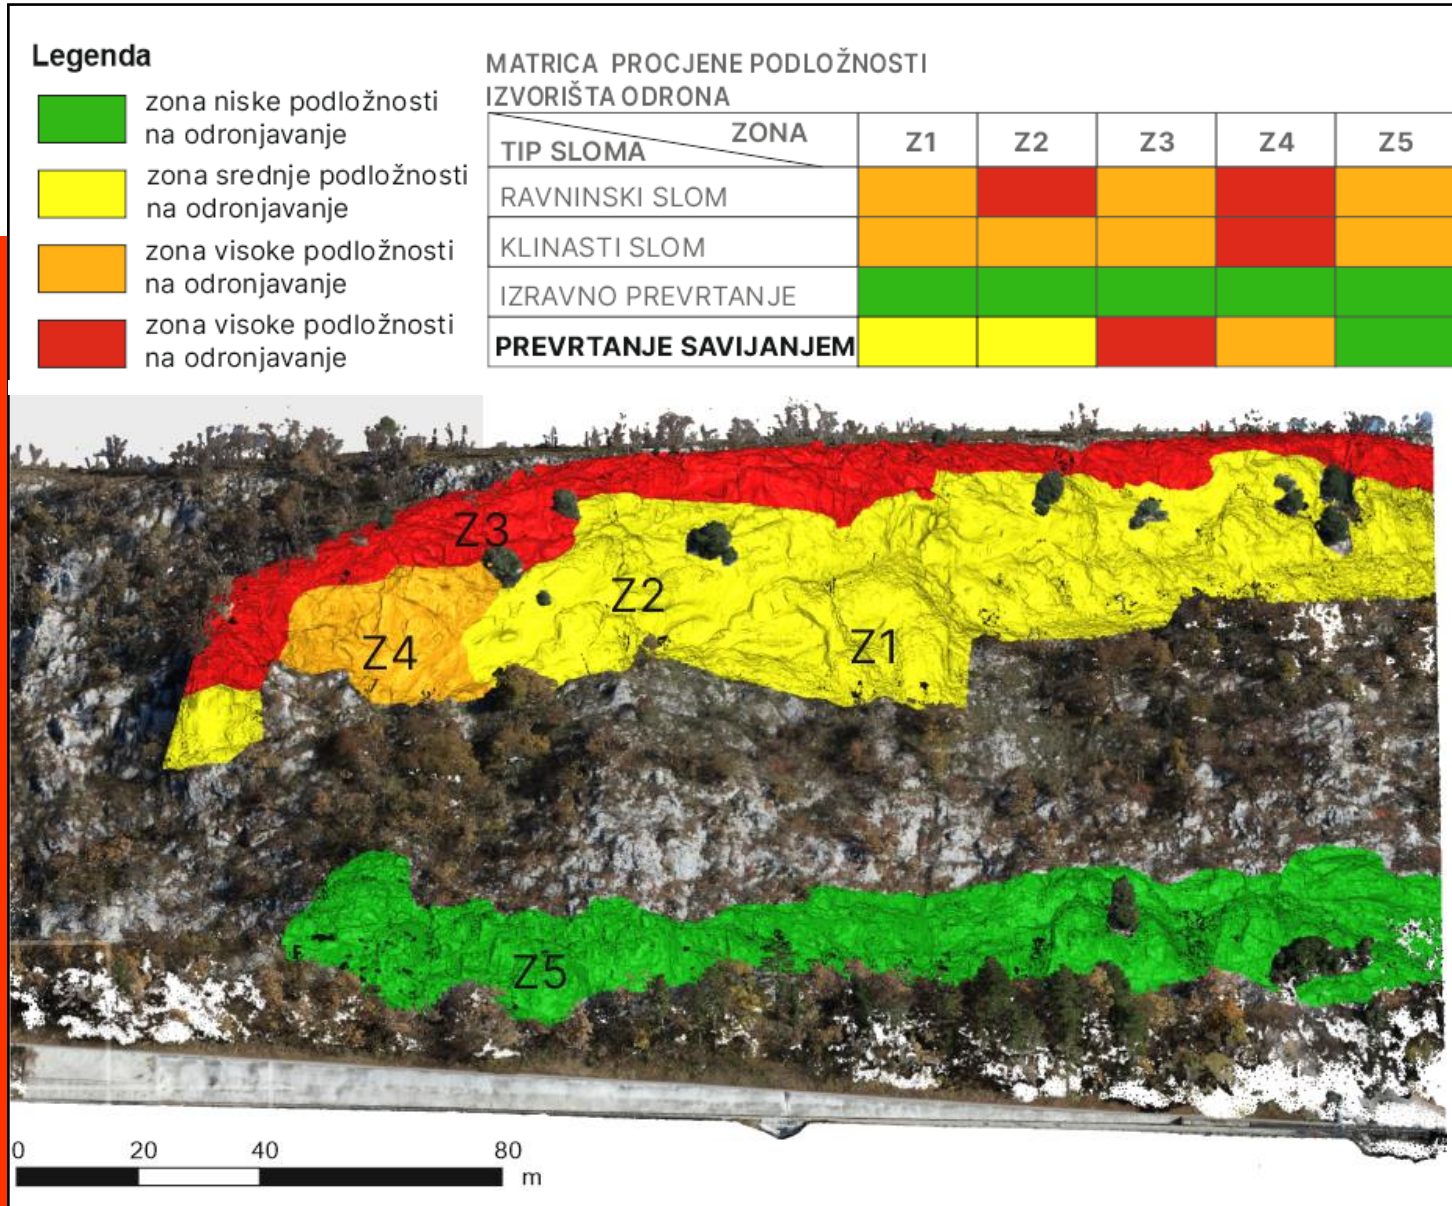 Legenda
zona niske podložnosti
na odronjavanje
zona srednje podložnosti
na odronjavanje
zona visoke podložnosti
na odronjavanje
zona visoke podložnosti
na odronjavanje
MATRICA PROCJENE PODLOŽNOSTI
IZVORIŠTA ODRONA
ZONA
TIP SLOMA
Z1 Z2 Z3 Z4 Z5
RAVNINSKI SLOM
KLINASTI SLOM
IZRAVNO PREVRTANJE
PREVRTANJE SAVIJANJEM
Z3
Z2
Z4
Z1
Z5
0 20 40 80
m